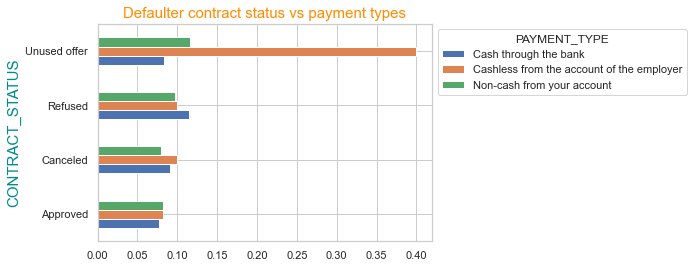 Defaulter contract status vs payment types
CONTRACT_STATUS
Unused offer
Refused
Canceled
Approved
0.00 0.05 0.10 0.15 0.20 0.25 0.30 0.35 0.40
PAYMENT_TYPE
Cash through the bank
Cashless from the account of the employer
Non-cash from your account